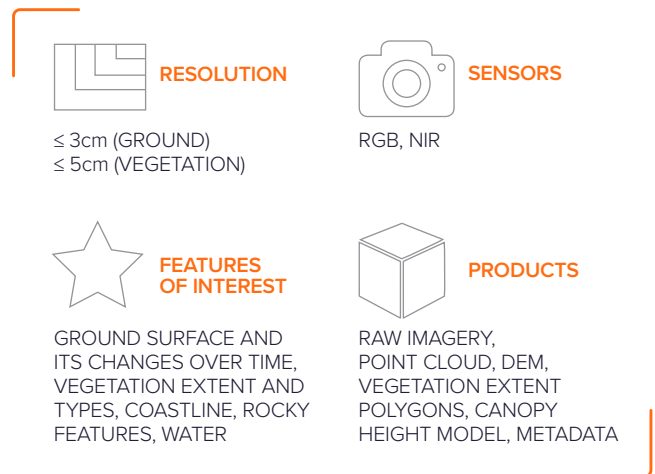 RESOLUTION
≤ 3cm (GROUND)
≤ 5cm (VEGETATION)
SENSORS
RGB, NIR
FEATURES
OF INTEREST
GROUND SURFACE AND
ITS CHANGES OVER TIME,
VEGETATION EXTENT AND
TYPES, COASTLINE, ROCKY
FEATURES, WATER
PRODUCTS
RAW IMAGERY,
POINT CLOUD, DEM,
VEGETATION EXTENT
POLYGONS, CANOPY
HEIGHT MODEL, METADATA